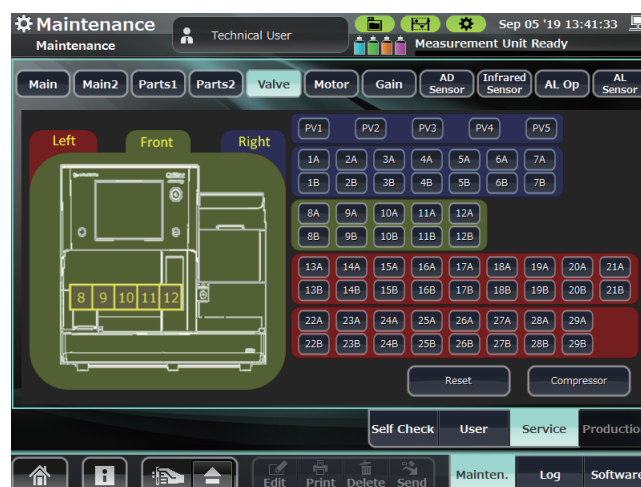 Maintenance
Technical User
Sep 05 '19 13:41:33
Maintenance
Measurement Unit Ready
Main Main2 Parts1 Parts2 Valve Motor Gain AD Sensor Infrared Sensor AL Op AL Sensor
Left Front Right
PV1 PV2 PV3 PV4 PV5
1A 2A 3A 4A 5A 6A 7A
1B 2B 3B 4B 5B 6B 7B
8A 9A 10A 11A 12A
8B 9B 10B 11B 12B
13A 14A 15A 16A 17A 18A 19A 20A 21A
13B 14B 15B 16B 17B 18B 19B 20B 21B
22A 23A 24A 25A 26A 27A 28A 29A
22B 23B 24B 25B 26B 27B 28B 29B
8 9 10 11 12
Reset Compressor
Self Check User Service Productio
Edit Print Delete Send
Mainten. Log Software